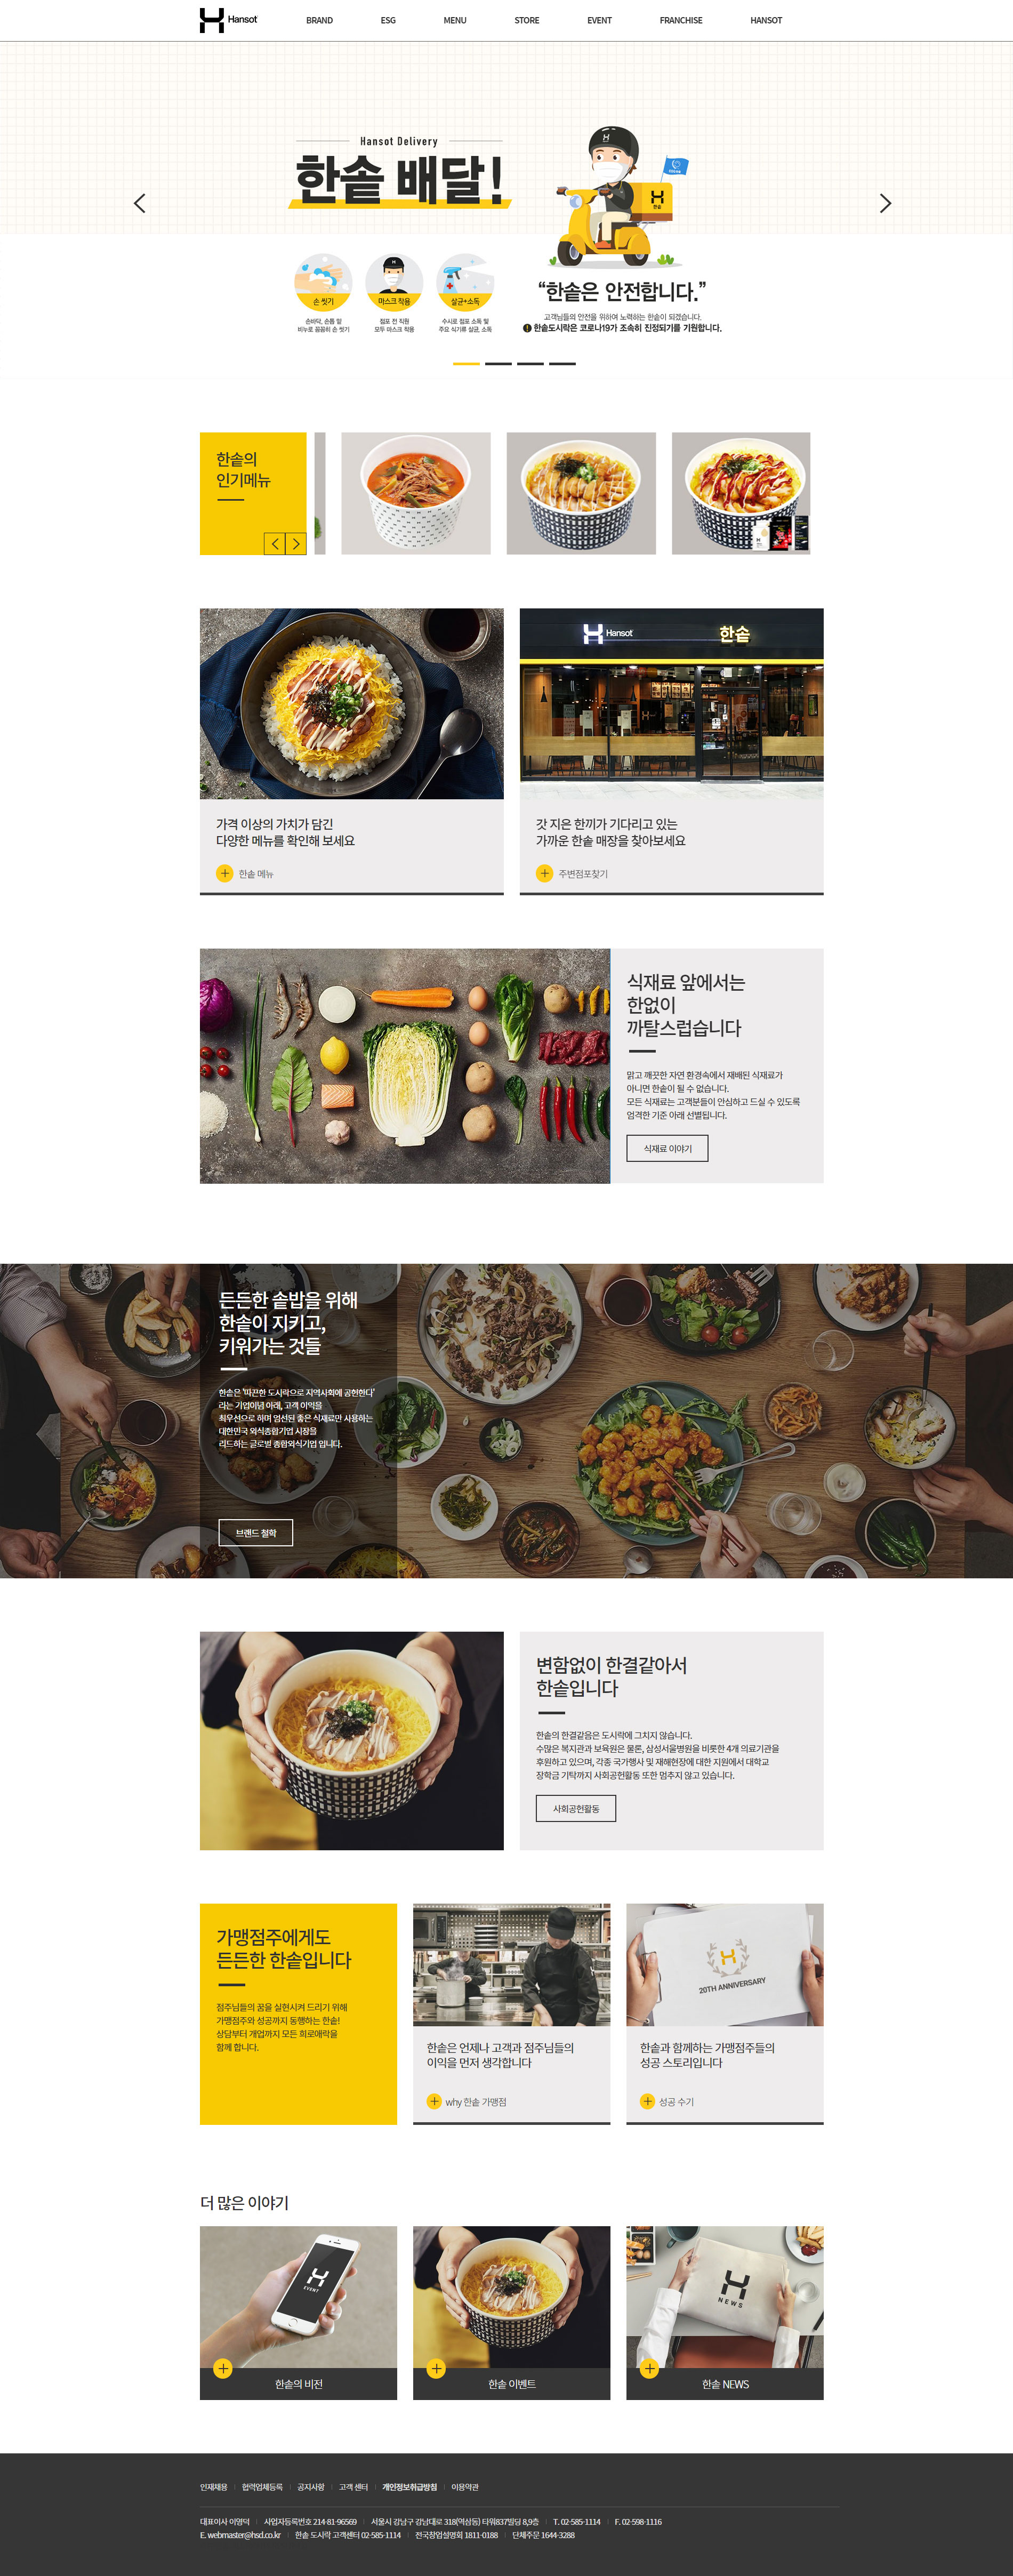 Hansot
BRAND
ESG
MENU
STORE
EVENT
FRANCHISE
HANSOT
Hansot Delivery
한솥 배달!
한솥
손 씻기
마스크 착용
살균+소독
손바닥, 손톱 밑
비누로 꼼꼼히 손 씻기
점포 전 직원
모두 마스크 착용
수시로 점포 소독 및
주요 식기류 살균, 소독
“한솥은 안전합니다.”
고객님들의 안전을 위하여 노력하는 한솥이 되겠습니다.
한솥도시락은 코로나19가 조속히 진정되기를 기원합니다.
한솥의
인기메뉴
Hansot
한솥
가격 이상의 가치가 담긴
다양한 메뉴를 확인해 보세요
한솥 메뉴
갓 지은 한끼가 기다리고 있는
가까운 한솥 매장을 찾아보세요
주변점포찾기
식재료 앞에서는
한없이
까탈스럽습니다
맑고 깨끗한 자연 환경속에서 재배된 식재료가
아니면 한솥이 될 수 없습니다.
모든 식재료는 고객분들이 안심하고 드실 수 있도록
엄격한 기준 아래 선별됩니다.
식재료 이야기
든든한 솥밥을 위해
한솥이 지키고,
키워가는 것들
한솥은 '따끈한 도시락으로 지역사회에 공헌한다'
라는 기업이념 아래, 고객 이익을
최우선으로 하며 엄선된 좋은 식재료만 사용하는
대한민국 외식종합기업 시장을
리드하는 글로벌 종합외식기업 입니다.
브랜드 철학
변함없이 한결같아서
한솥입니다
한솥의 한결같음은 도시락에 그치지 않습니다.
수많은 복지관과 보육원은 물론, 삼성서울병원을 비롯한 4개 의료기관을
후원하고 있으며, 각종 국가행사 및 재해현장에 대한 지원에서 대학교
장학금 기탁까지 사회공헌활동 또한 멈추지 않고 있습니다.
사회공헌활동
가맹점주에게도
든든한 한솥입니다
점주님들의 꿈을 실현시켜 드리기 위해
가맹점주와 성공까지 동행하는 한솥!
상담부터 개업까지 모든 희로애락을
함께 합니다.
한솥은 언제나 고객과 점주님들의
이익을 먼저 생각합니다
why 한솥 가맹점
20TH ANNIVERSARY
한솥과 함께하는 가맹점주들의
성공 스토리입니다
성공 수기
더 많은 이야기
EVENT
한솥의 비전
한솥 이벤트
NEWS
한솥 NEWS
인재채용
협력업체등록
공지사항
고객 센터
개인정보취급방침
이용약관
대표이사 이영덕
사업자등록번호 214-81-96569
서울시 강남구 강남대로 318(역삼동) 타워837빌딩 8,9층
T. 02-585-1114
F. 02-598-1116
E. webmaster@hsd.co.kr
한솥 도시락 고객센터 02-585-1114
전국창업설명회 1811-0188
단체주문 1644-3288